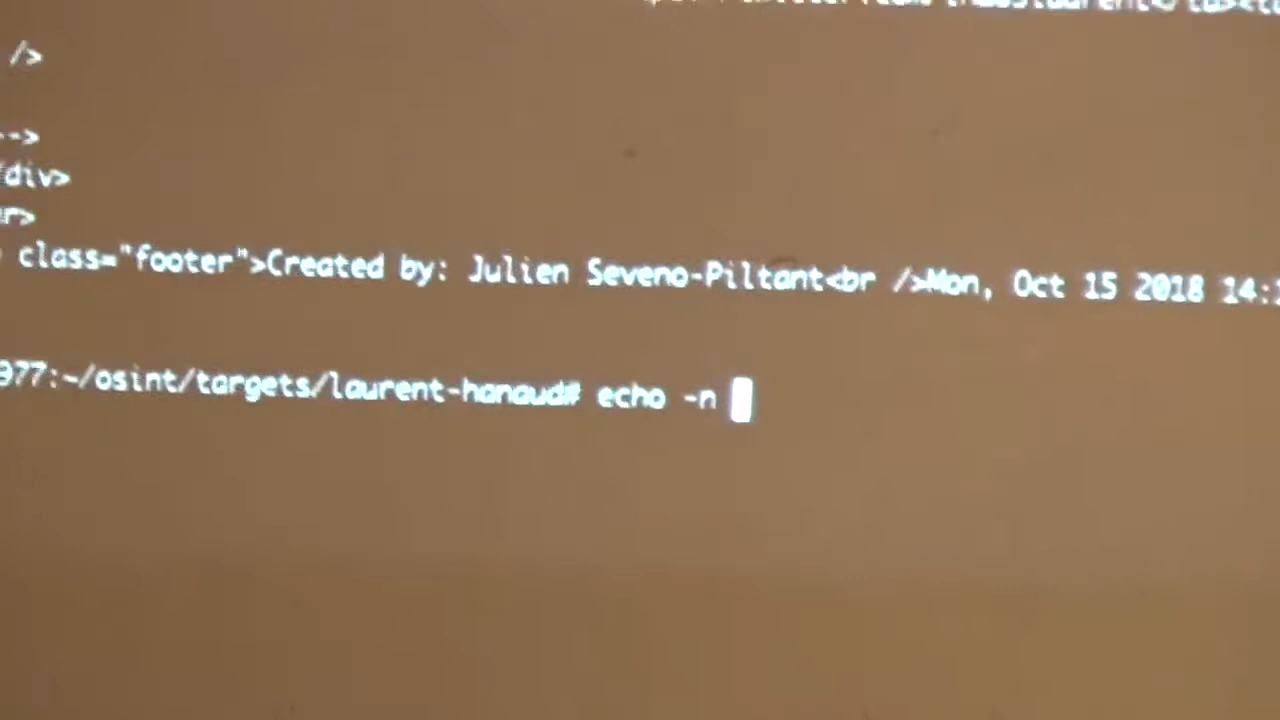 />
-->
div>
class="footer">Created by: Julien Seveno-Piltant<br />Mon, Oct 15 2018 14:
977:~/osint/targets/laurent-hanaud# echo -n